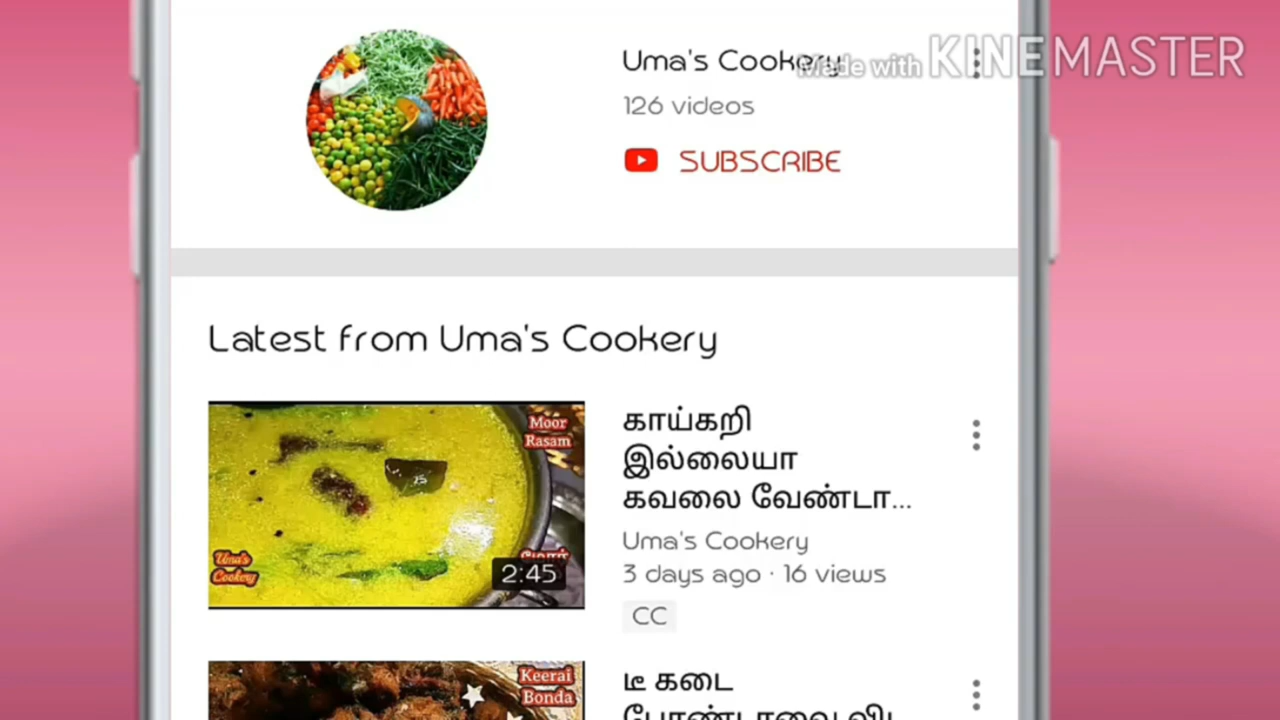 Uma's Cookery
Made with KINEMASTER
126 videos
SUBSCRIBE
Latest from Uma's Cookery
Moor
Rasam
காய்கறி
இல்லையா
கவலை வேண்டா...
Uma's
Cookery
மோர்
2:45
Uma's Cookery
3 days ago · 16 views
CC
Keerai
Bonda
டீ கடை